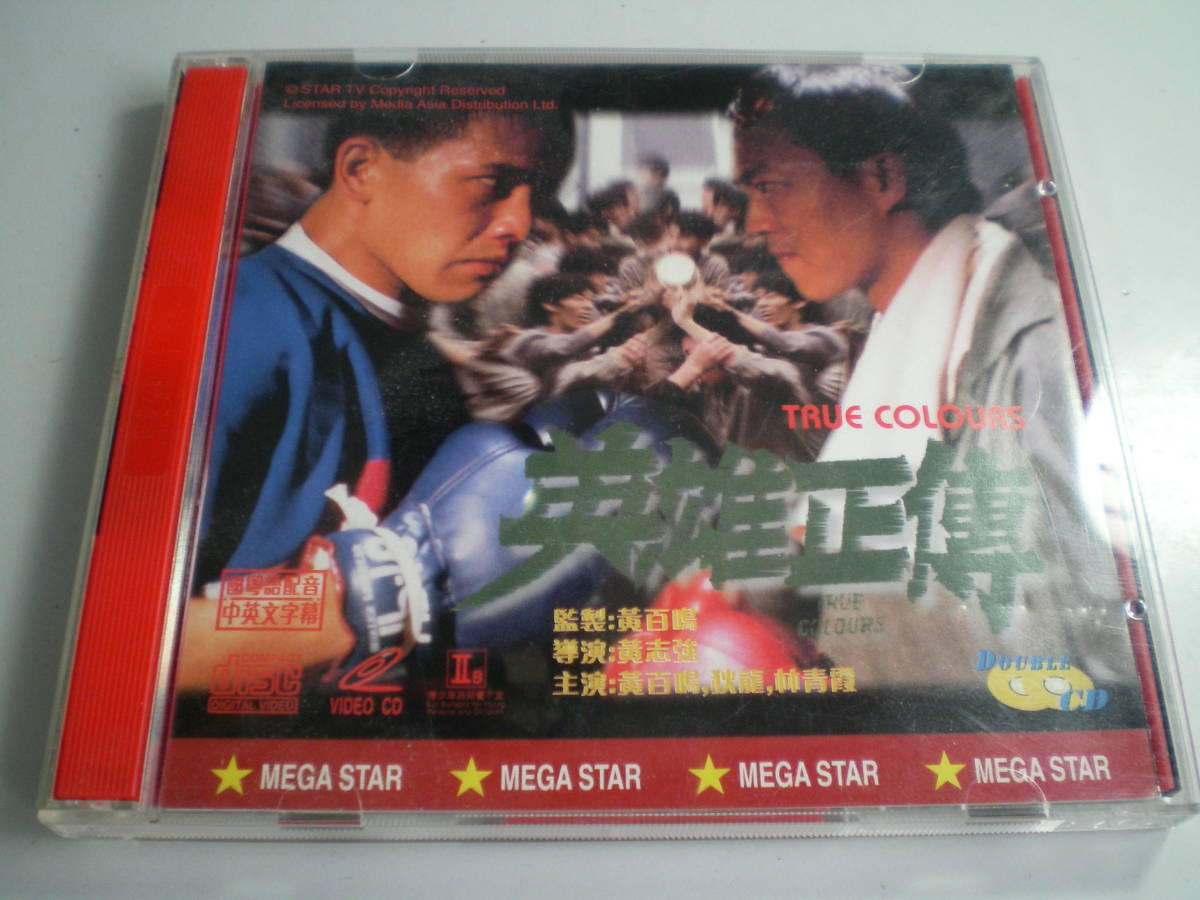 © STAR TV Copyright Reserved
Licensed by Media Asia Distribution Ltd.
TRUE COLOURS
英雄正傳
TRUE
COLOURS
國粵語配音
中英文字幕
監製:黃百鳴
導演:黃志強
主演:黃百鳴,狄龍,林青霞
disc
DIGITAL VIDEO
VIDEO CD
IIB
DOUBLE
CD
MEGA STAR MEGA STAR MEGA STAR MEGA STAR